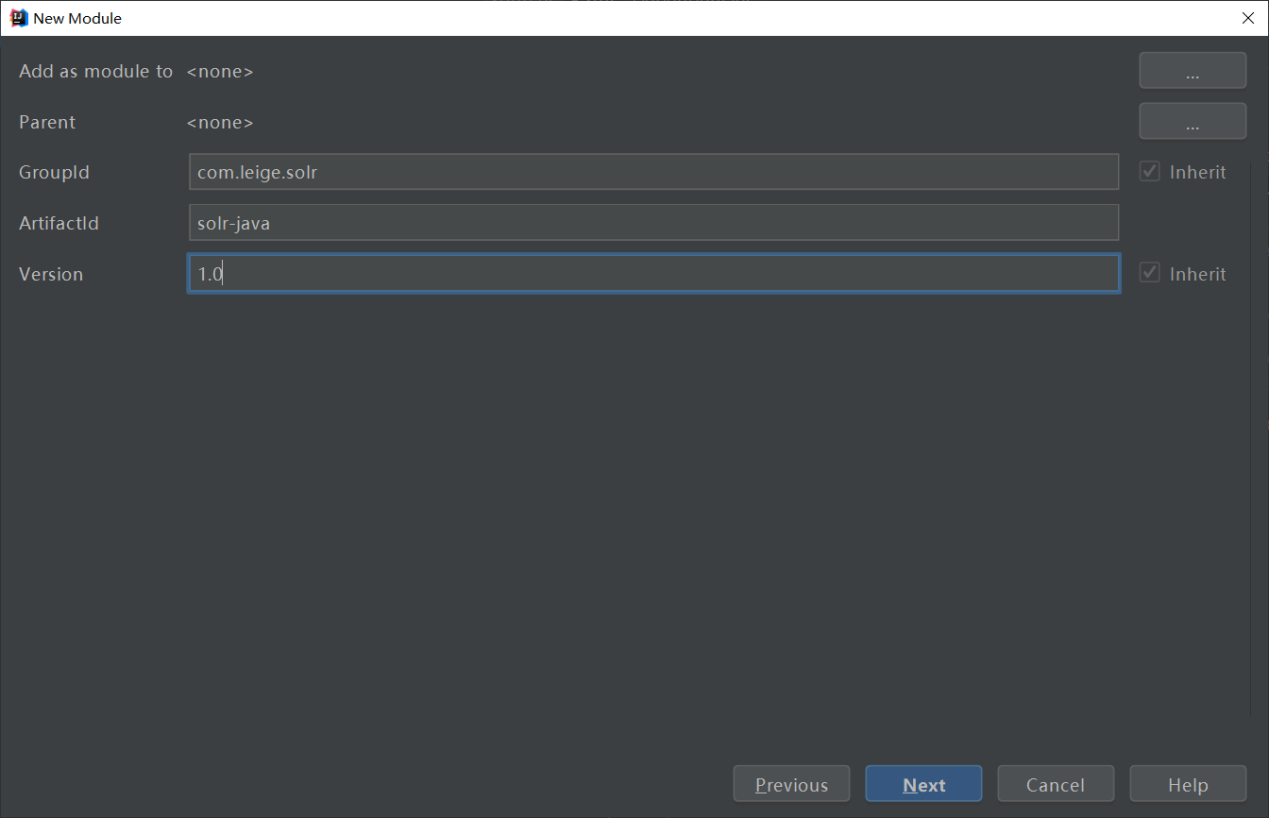 New Module
Add as module to <none> ...
Parent <none> ...
GroupId com.leige.solr Inherit
ArtifactId solr-java
Version 1.0 Inherit
Previous Next Cancel Help